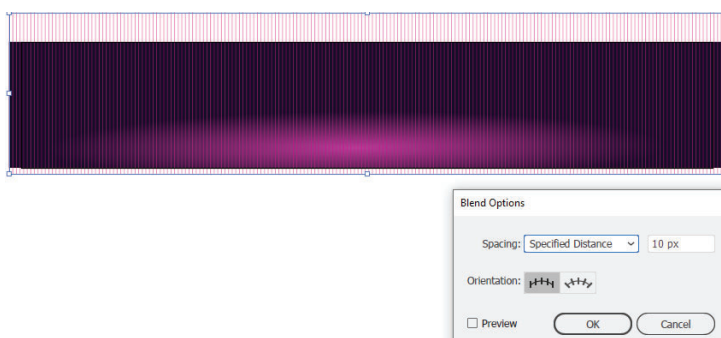 Blend Options
Spacing: Specified Distance 10 px
Orientation:
Preview OK Cancel